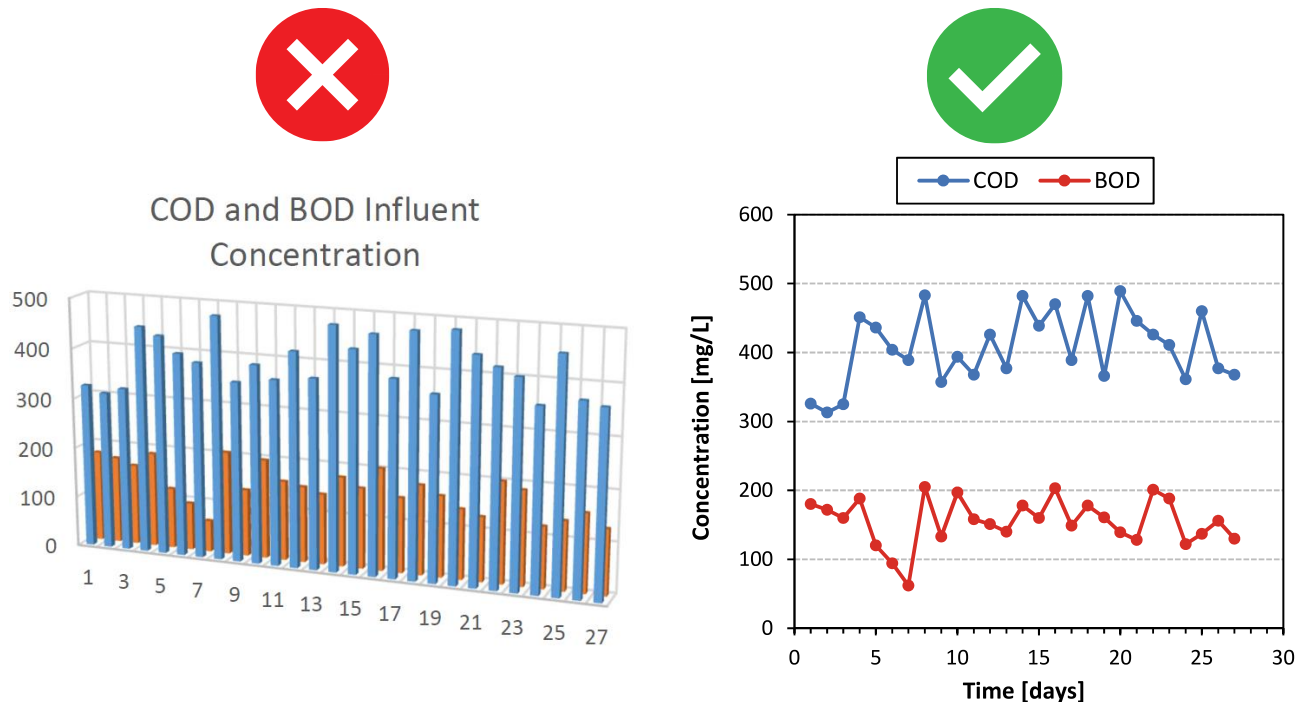 COD and BOD Influent
Concentration
500
400
300
200
100
0
1 3 5 7 9 11 13 15 17 19 21 23 25 27
COD BOD
600
500
400
300
200
100
0
Concentration [mg/L]
0 5 10 15 20 25 30
Time [days]